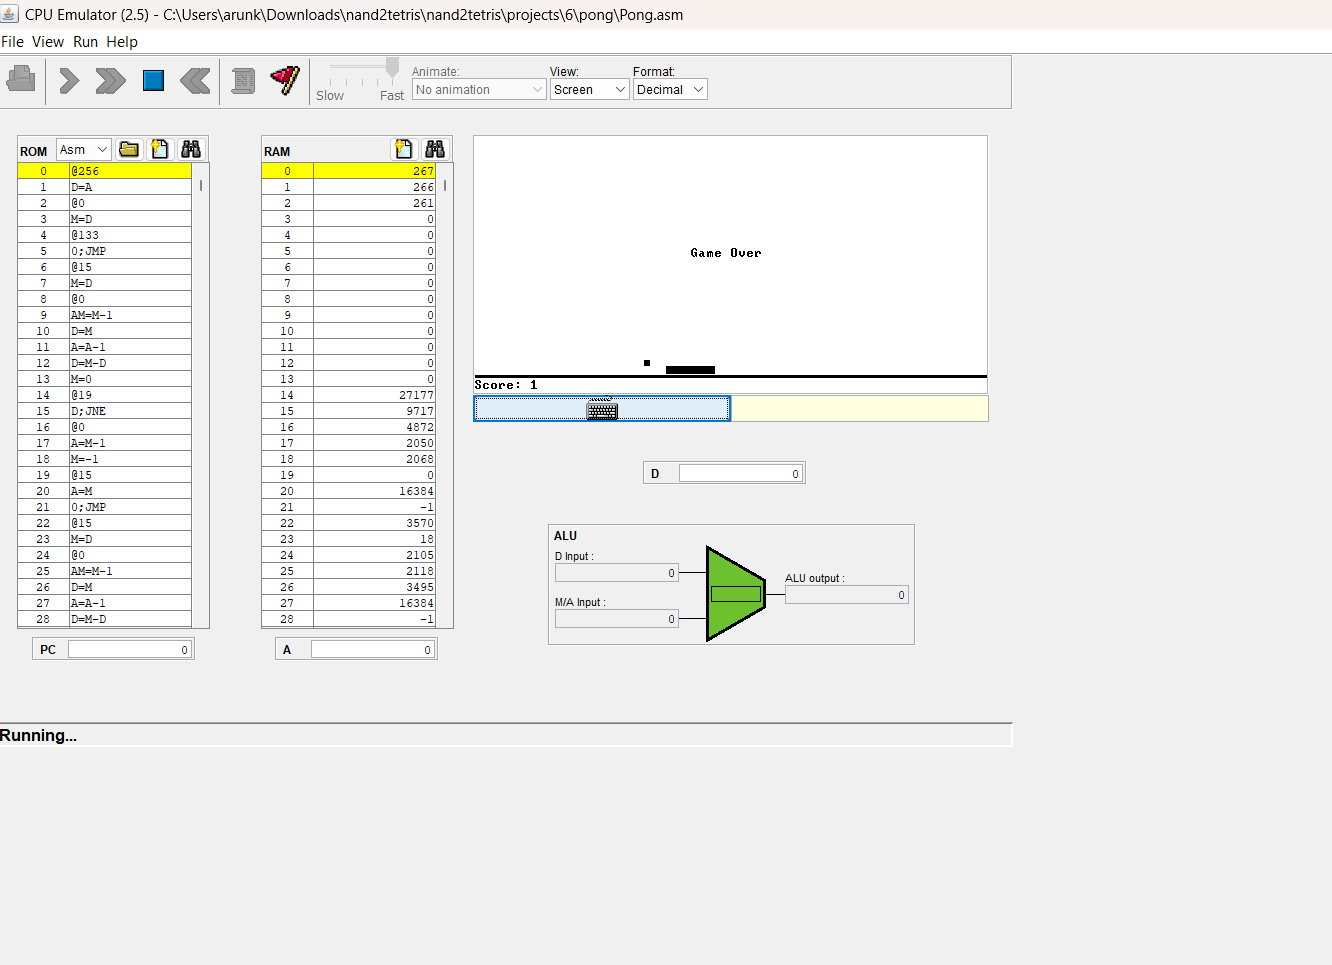 CPU Emulator (2.5) - C:\Users\arunk\Downloads\nand2tetris\nand2tetris\projects\6\pong\Pong.asm
File View Run Help
Slow Fast
Animate: View: Format:
No animation Screen Decimal
ROM Asm
0 @256
1 D=A
2 @0
3 M=D
4 @133
5 0;JMP
6 @15
7 M=D
8 @0
9 AM=M-1
10 D=M
11 A=A-1
12 D=M-D
13 M=0
14 @19
15 D;JNE
16 @0
17 A=M-1
18 M=-1
19 @15
20 A=M
21 0;JMP
22 @15
23 M=D
24 @0
25 AM=M-1
26 D=M
27 A=A-1
28 D=M-D
PC 0
RAM
0 267
1 266
2 261
3 0
4 0
5 0
6 0
7 0
8 0
9 0
10 0
11 0
12 0
13 0
14 27177
15 9717
16 4872
17 2050
18 2068
19 0
20 16384
21 -1
22 3570
23 18
24 2105
25 2118
26 3495
27 16384
28 -1
A 0
Game Over
Score: 1
D 0
ALU
D Input :
0
M/A Input :
0
ALU output :
0
Running...